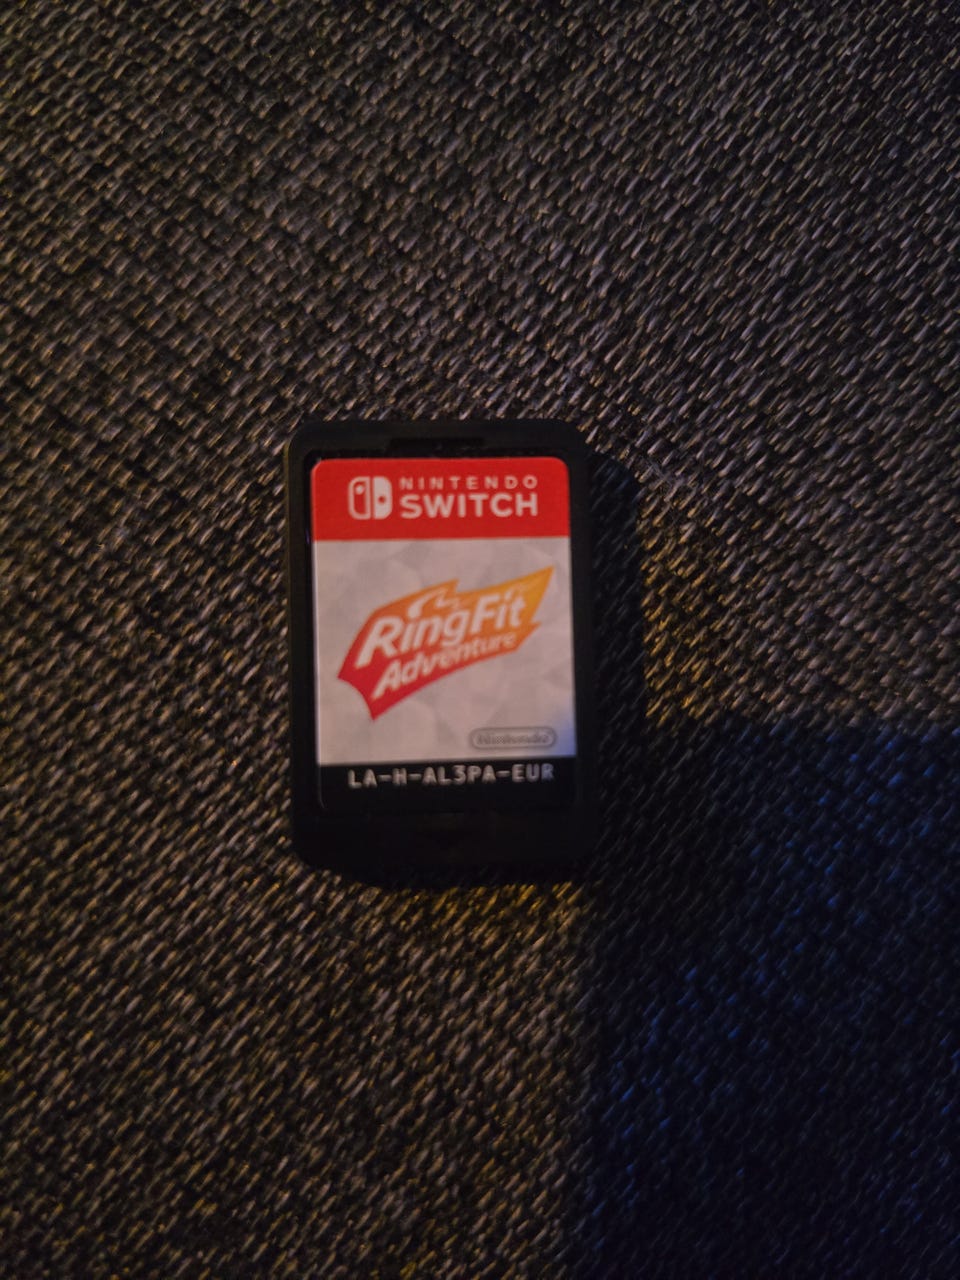 NINTENDO
SWITCH
RingFit
Adventure
Nintendo
LA-H-AL3PA-EUR